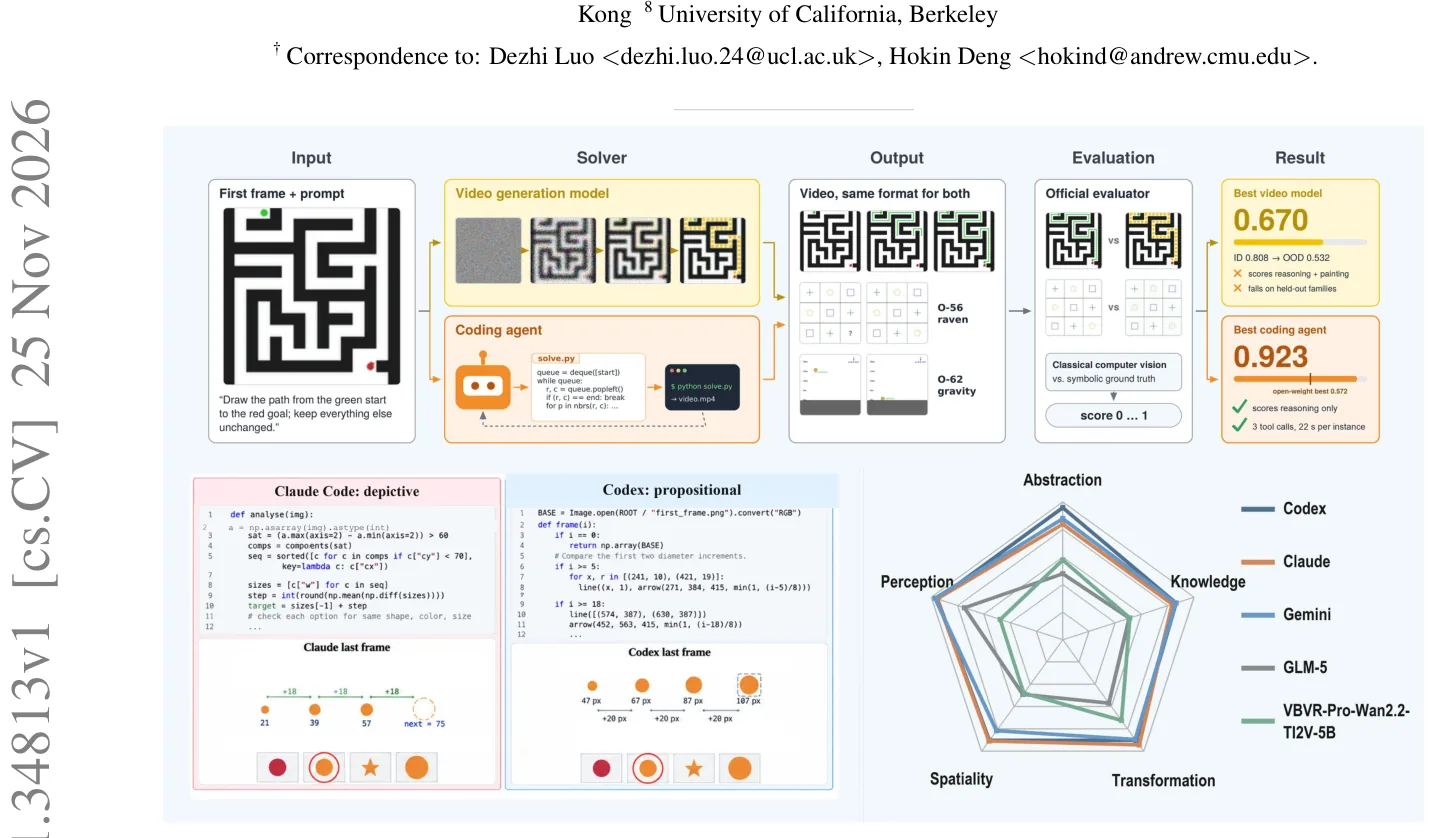 Kong 8 University of California, Berkeley
† Correspondence to: Dezhi Luo <dezhi.luo.24@ucl.ac.uk>, Hokin Deng <hokind@andrew.cmu.edu>.
1.34813v1 [cs.CV] 25 Nov 2026
Input
Solver
Output
Evaluation
Result
First frame + prompt
"Draw the path from the green start
to the red goal; keep everything else
unchanged."
Video generation model
Coding agent
solve.py
queue = deque([start])
while queue:
r, c = queue.popleft()
if (r, c) == end: break
for p in nbrs(r, c): ...
$ python solve.py
→ video.mp4
Video, same format for both
?
O-56
raven
O-62
gravity
Official evaluator
vs
vs
Classical computer vision
vs. symbolic ground truth
score 0 ... 1
Best video model
0.670
ID 0.808 → OOD 0.532
scores reasoning + painting
falls on held-out families
Best coding agent
0.923
open-weight best 0.572
scores reasoning only
3 tool calls, 22 s per instance
Claude Code: depictive
1 def analyse(img):
2 a = np.asarray(img).astype(int)
3 sat = (a.max(axis=2) - a.min(axis=2)) > 60
4 comps = compoents(sat)
5 seq = sorted([c for c in comps if c["cy"] < 70],
key=lambda c: c["cx"])
7
8 sizes = [c["w"] for c in seq]
9 step = int(round(np.mean(np.diff(sizes))))
10 target = sizes[-1] + step
11 # check each option for same shape, color, size
12 ...
Claude last frame
+18 +18 +18
21 39 57 next = 75
Codex: propositional
1 BASE = Image.open(ROOT / "first_frame.png").convert("RGB")
2 def frame(i):
3 if i == 0:
4 return np.array(BASE)
5 # Compare the first two diameter increments.
6 if i >= 5:
7 for x, r in [(241, 10), (421, 19)]:
8 line((x, 1), arrow(271, 384, 415, min(1, (i-5)/8)))
9
9 if i >= 18:
10 line([(574, 387), (630, 387)))
11 arrow(452, 563, 415, min(1, (i-18)/8))
12 ...
Codex last frame
47 px 67 px 87 px 107 px
+20 px +20 px +20 px
Abstraction
Perception
Knowledge
Spatiality
Transformation
Codex
Claude
Gemini
GLM-5
VBVR-Pro-Wan2.2-
TI2V-5B